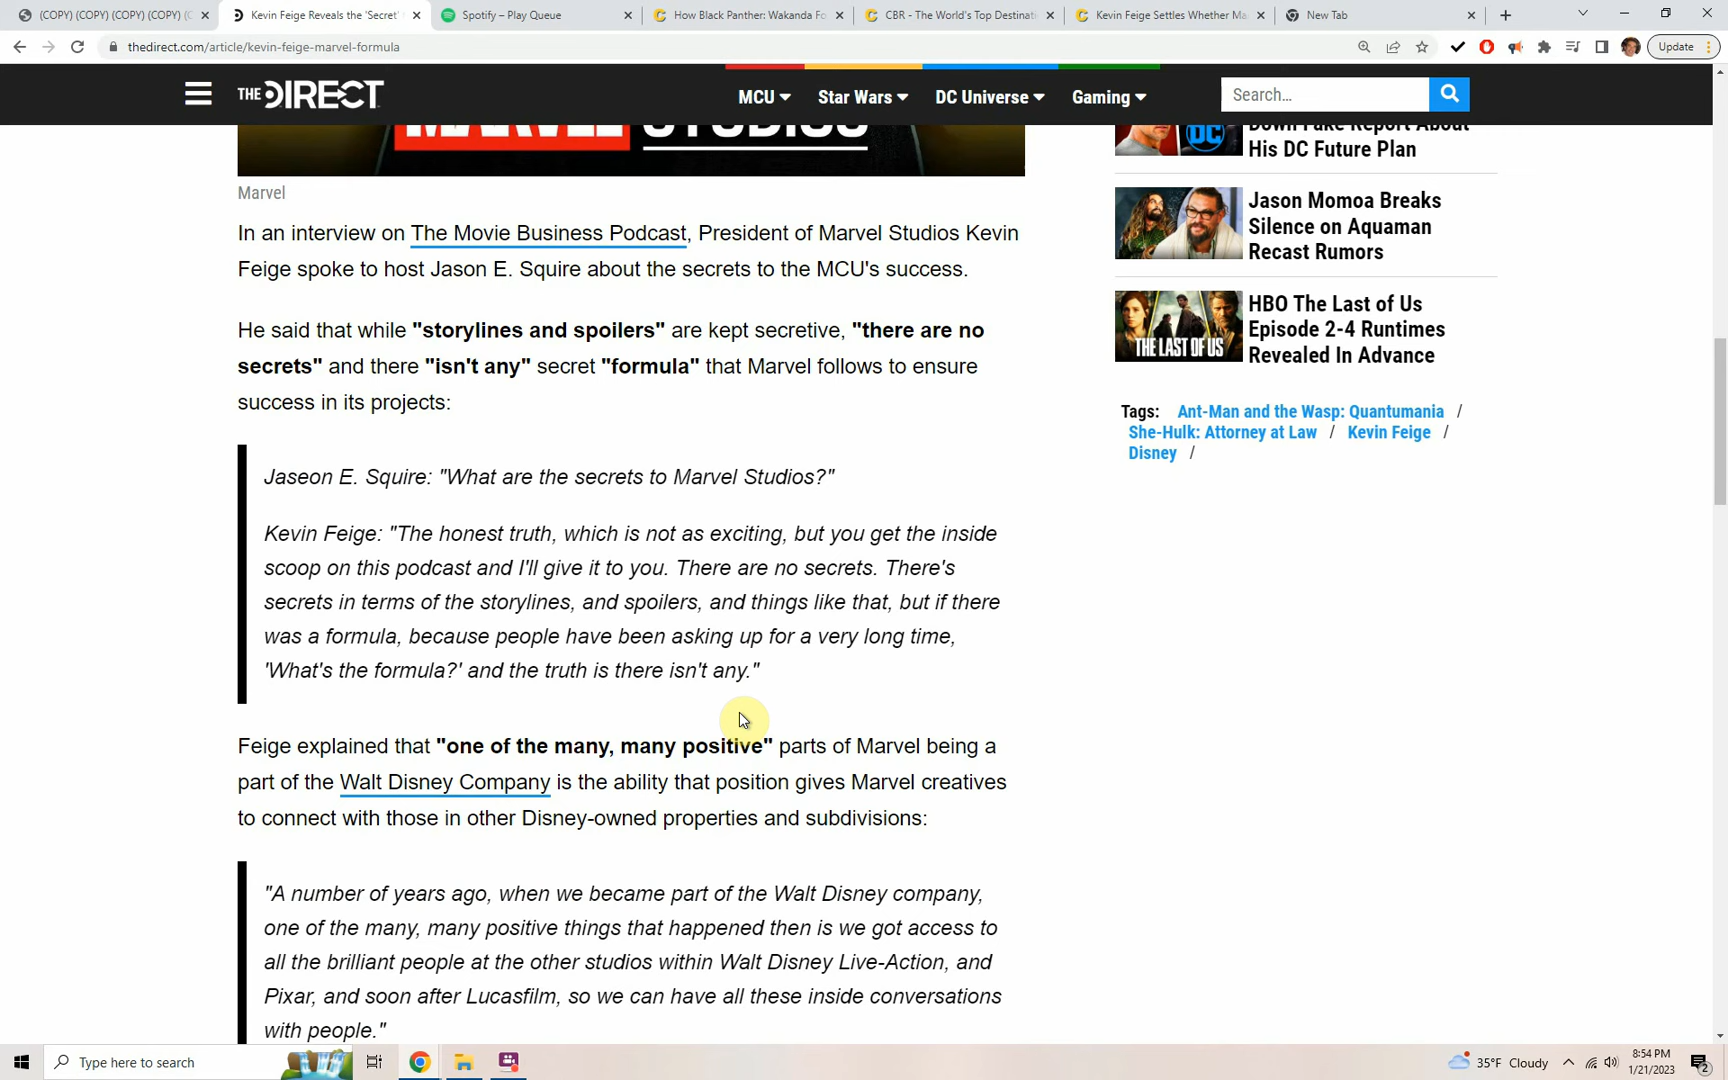 (COPY) (COPY) (COPY) (COPY) (C
Kevin Feige Reveals the 'Secret'
Spotify – Play Queue
How Black Panther: Wakanda Fo
CBR - The World's Top Destinati
Kevin Feige Settles Whether Ma
New Tab
thedirect.com/article/kevin-feige-marvel-formula
Update
THE DIRECT
MCU
Star Wars
DC Universe
Gaming
Search...
MARVEL STUDIOS
Marvel
In an interview on The Movie Business Podcast, President of Marvel Studios Kevin
Feige spoke to host Jason E. Squire about the secrets to the MCU's success.
He said that while "storylines and spoilers" are kept secretive, "there are no
secrets" and there "isn't any" secret "formula" that Marvel follows to ensure
success in its projects:
Jaseon E. Squire: "What are the secrets to Marvel Studios?"
Kevin Feige: "The honest truth, which is not as exciting, but you get the inside
scoop on this podcast and I'll give it to you. There are no secrets. There's
secrets in terms of the storylines, and spoilers, and things like that, but if there
was a formula, because people have been asking up for a very long time,
'What's the formula?' and the truth is there isn't any."
Feige explained that "one of the many, many positive" parts of Marvel being a
part of the Walt Disney Company is the ability that position gives Marvel creatives
to connect with those in other Disney-owned properties and subdivisions:
"A number of years ago, when we became part of the Walt Disney company,
one of the many, many positive things that happened then is we got access to
all the brilliant people at the other studios within Walt Disney Live-Action, and
Pixar, and soon after Lucasfilm, so we can have all these inside conversations
with people."
DC
Down Fake Report About
His DC Future Plan
Jason Momoa Breaks
Silence on Aquaman
Recast Rumors
THE LAST OF US
HBO The Last of Us
Episode 2-4 Runtimes
Revealed In Advance
Tags: Ant-Man and the Wasp: Quantumania /
She-Hulk: Attorney at Law / Kevin Feige /
Disney /
Type here to search
35°F Cloudy
8:54 PM
1/21/2023
2